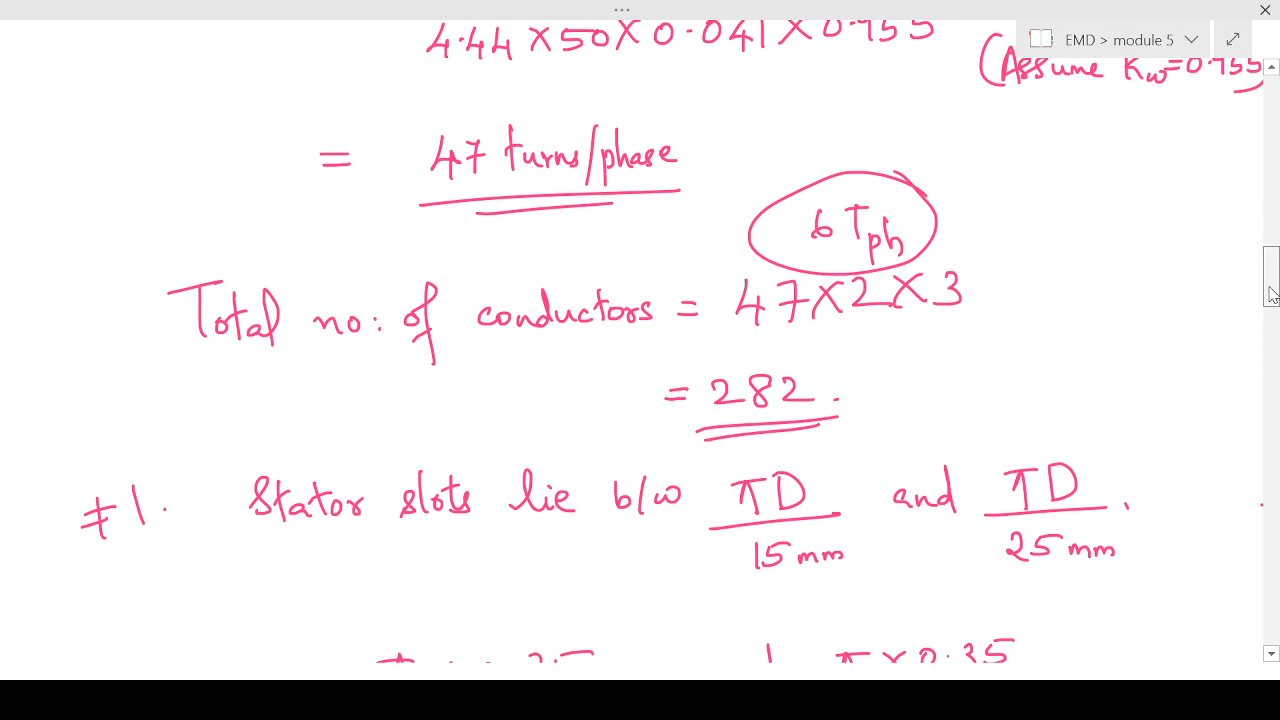 EMD > module 5
4.44 × 50 × 0.041 × 0.955
(Assume Kw = 0.955)
= 47 turns/phase
6 Tph
Total no: of conductors = 47 × 2 × 3
= 282.
≠ 1. Stator slots lie b/w πD/15 mm and πD/25 mm.
π × 0.35